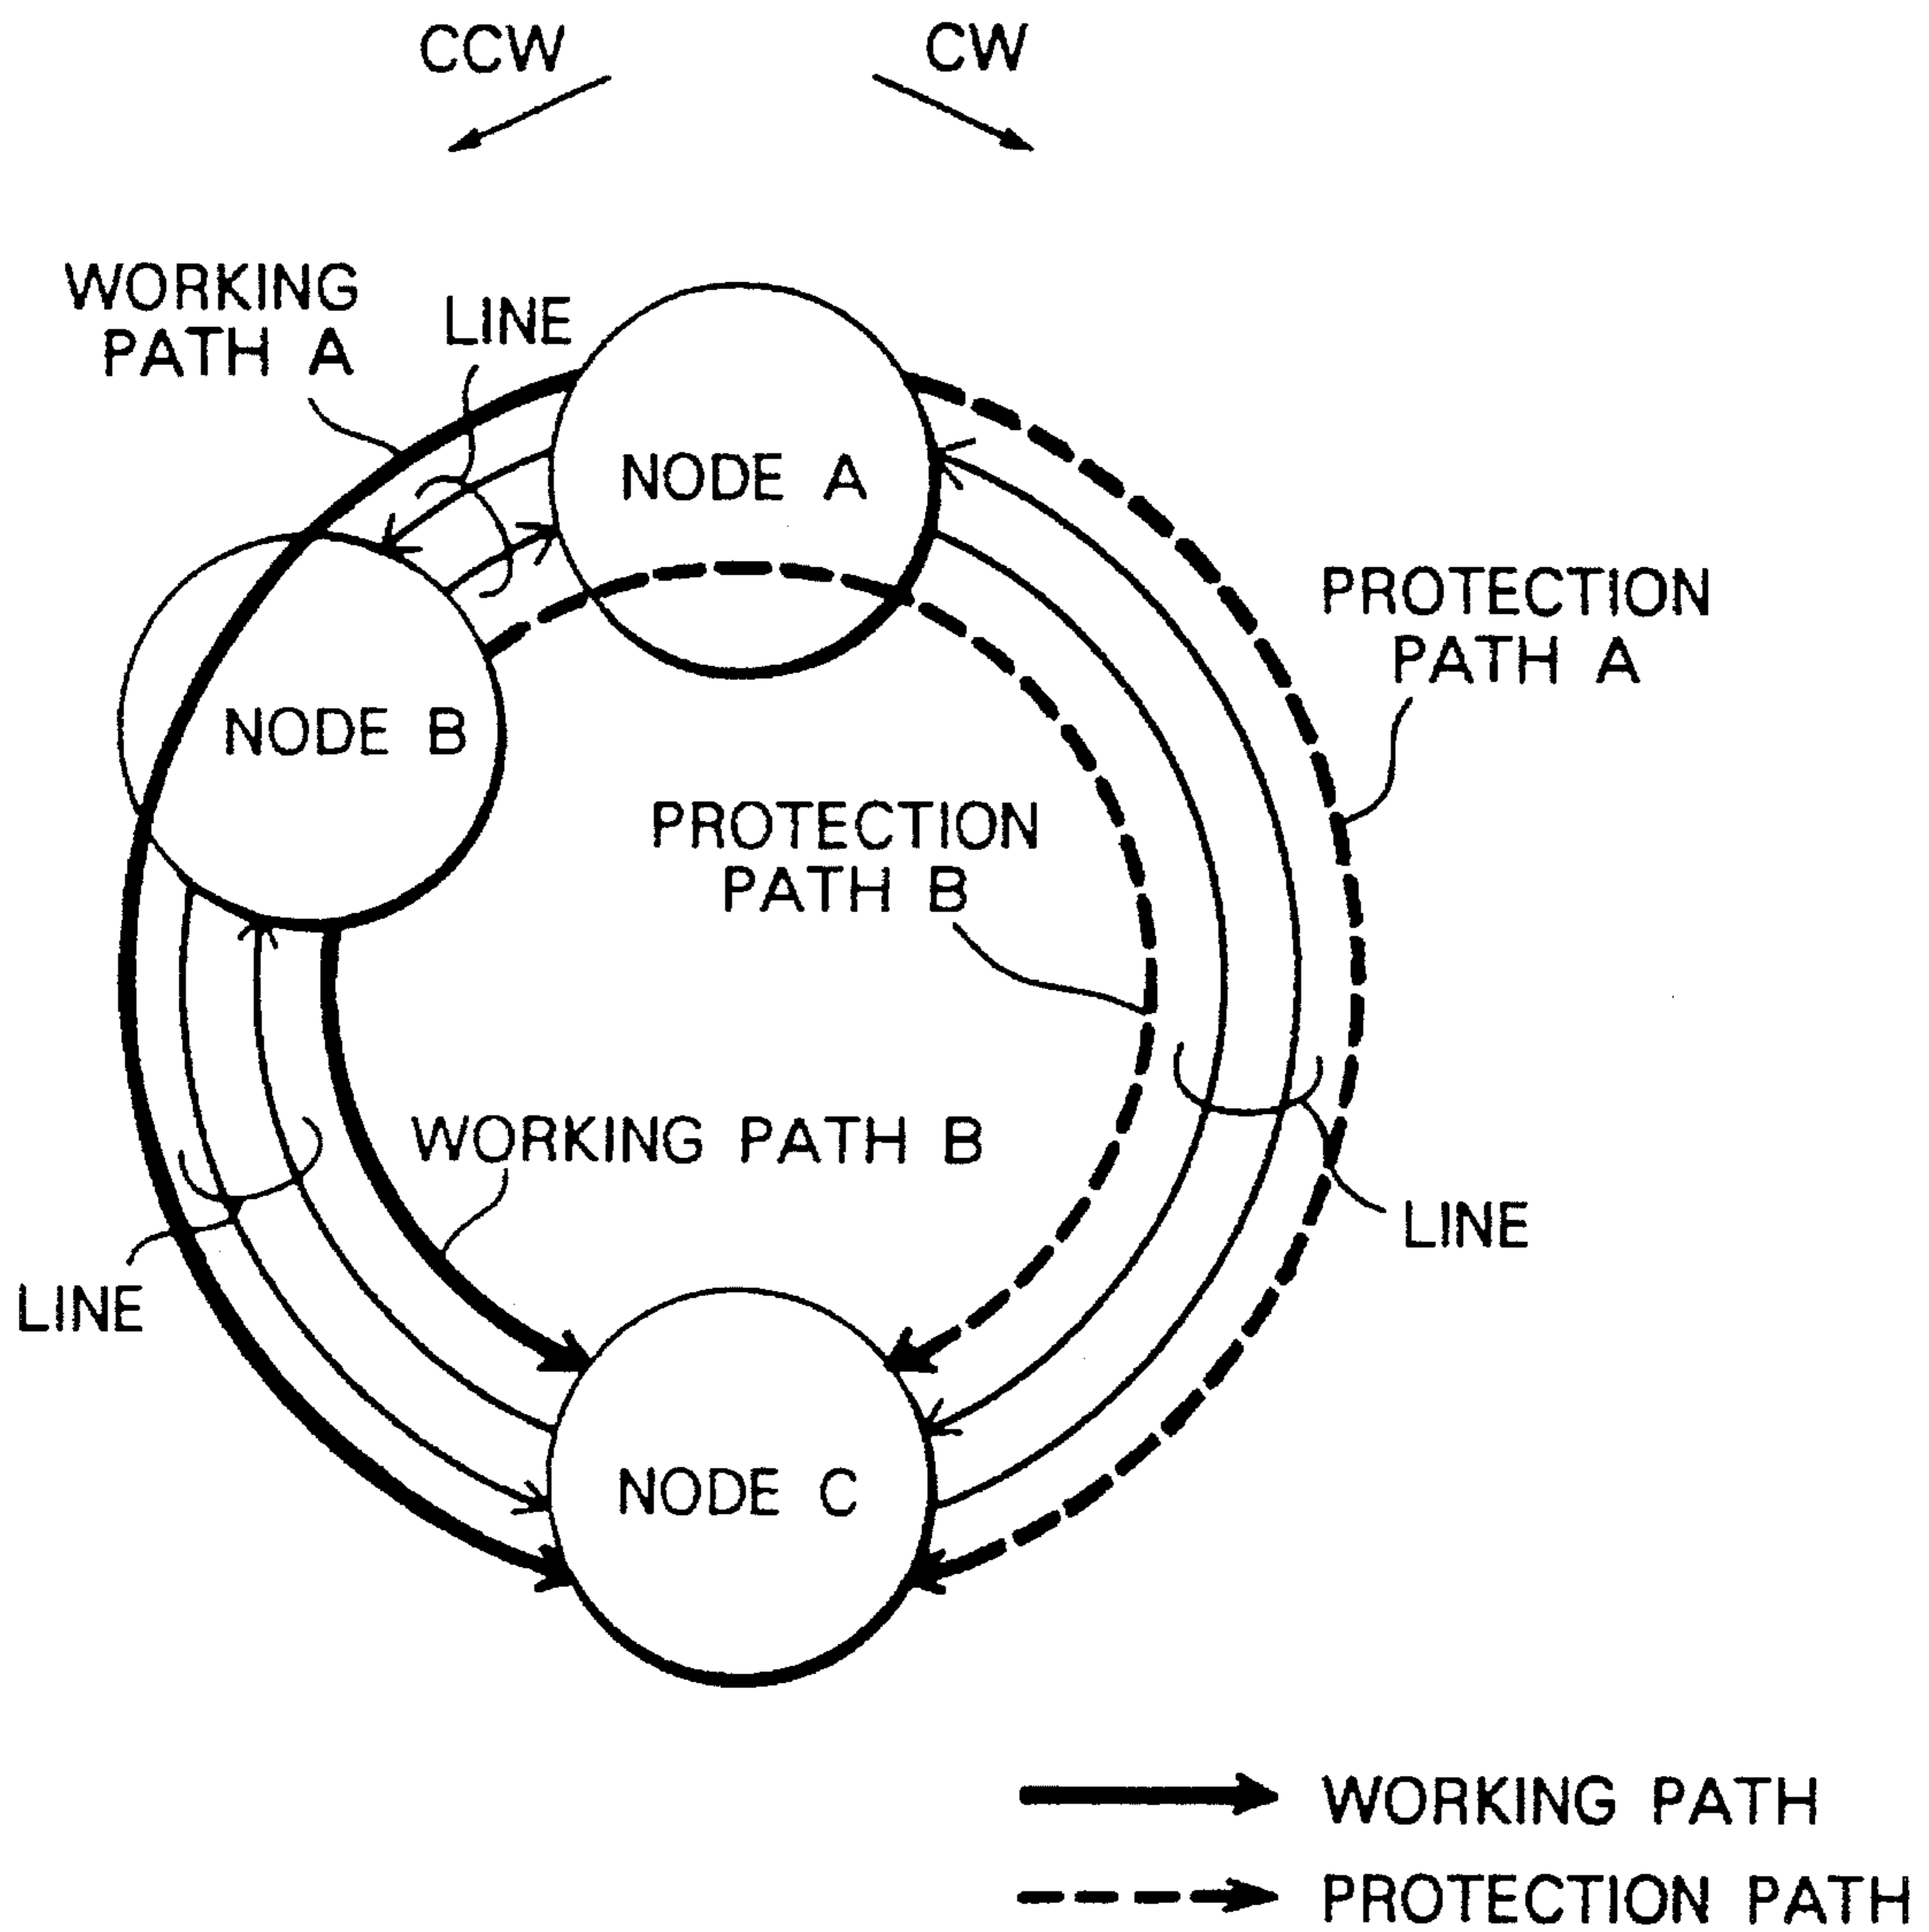 CCW
CW
WORKING
PATH A
LINE
NODE A
PROTECTION
PATH A
NODE B
PROTECTION
PATH B
WORKING PATH B
LINE
LINE
NODE C
WORKING PATH
PROTECTION PATH